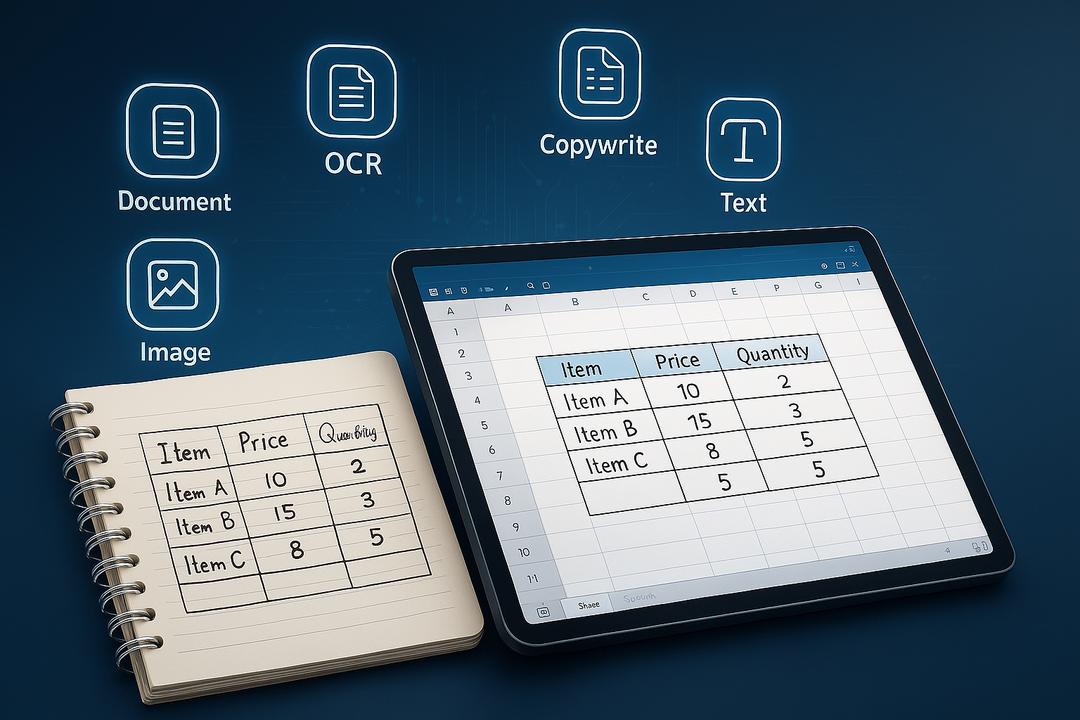 OCR
Copywrite
Document
Text
Image
Item Price
Item A 10 2
Item B 15 3
Item C 8 5
A A B C D E P G I
1
2
3
4
5
6
7
8
9
10
11
Item Price Quantity
Item A 10 2
Item B 15 3
Item C 8 5
5 5
Shaee